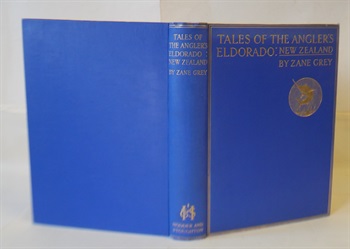 TALES OF
THE ANGLER'S
ELDORADO:
NEW ZEALAND
BY ZANE GREY
TALES OF THE ANGLER'S
ELDORADO: NEW ZEALAND
BY ZANE GREY